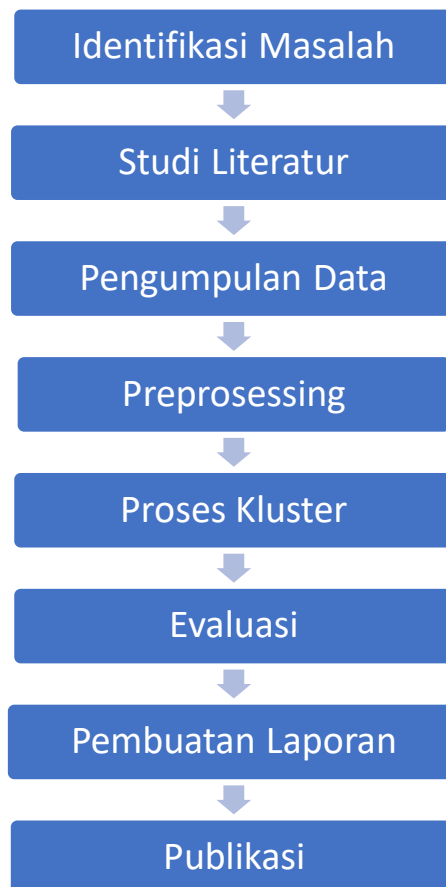 Identifikasi Masalah
Studi Literatur
Pengumpulan Data
Preprosessing
Proses Kluster
Evaluasi
Pembuatan Laporan
Publikasi